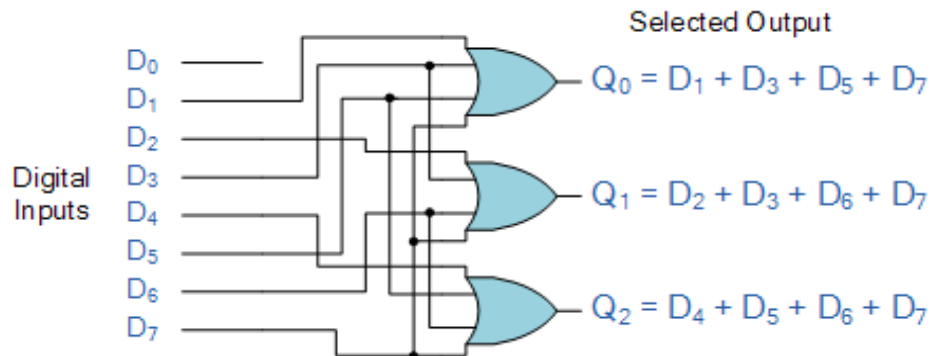 Selected Output
D₀
D₁
D₂
D₃
D₄
D₅
D₆
D₇
Digital
Inputs
Q₀ = D₁ + D₃ + D₅ + D₇
Q₁ = D₂ + D₃ + D₆ + D₇
Q₂ = D₄ + D₅ + D₆ + D₇